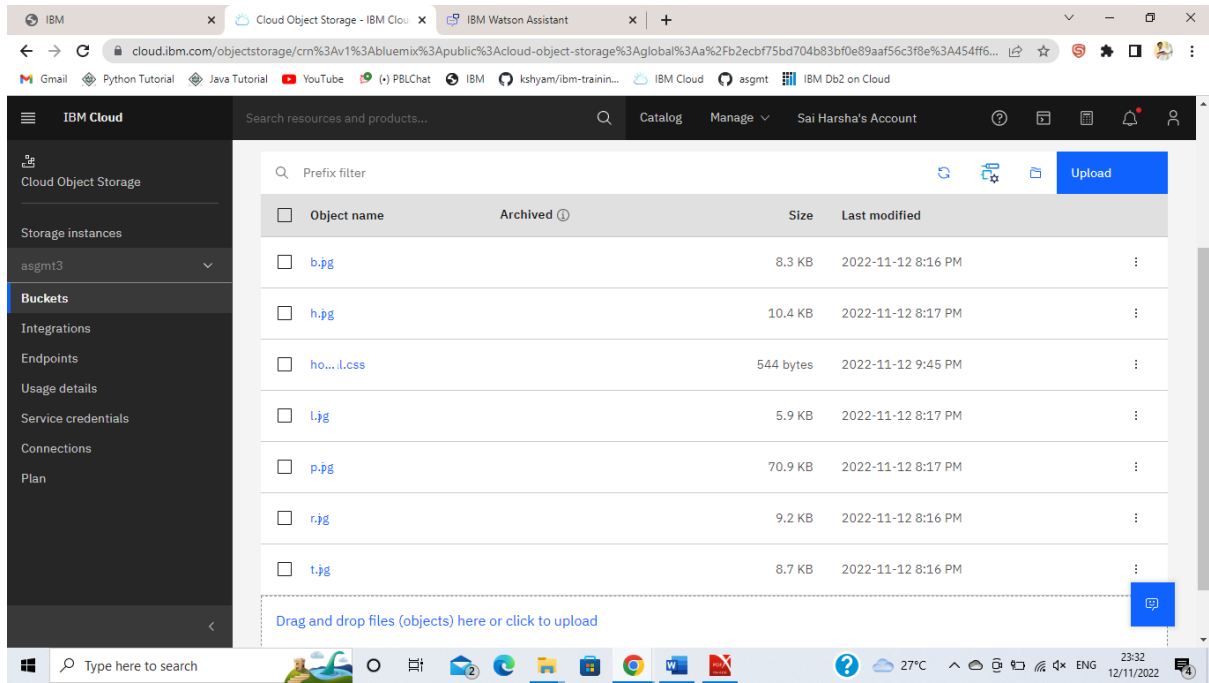 IBM
Cloud Object Storage - IBM Clou
IBM Watson Assistant
cloud.ibm.com/objectstorage/crn%3Av1%3Abluemix%3Apublic%3Acloud-object-storage%3Aglobal%3Aa%2Fb2ecbf75bd704b83bf0e89aaf56c3f8e%3A454ff6...
Gmail Python Tutorial Java Tutorial YouTube (•) PBLChat IBM kshyam/ibm-trainin... IBM Cloud asgmt IBM Db2 on Cloud
IBM Cloud Search resources and products... Catalog Manage Sai Harsha's Account
Cloud Object Storage
Storage instances
asgmt3
Buckets
Integrations
Endpoints
Usage details
Service credentials
Connections
Plan
Prefix filter Upload
Object name Archived Size Last modified
b.jpg 8.3 KB 2022-11-12 8:16 PM
h.jpg 10.4 KB 2022-11-12 8:17 PM
ho...l.css 544 bytes 2022-11-12 9:45 PM
l.jpg 5.9 KB 2022-11-12 8:17 PM
p.jpg 70.9 KB 2022-11-12 8:17 PM
r.jpg 9.2 KB 2022-11-12 8:16 PM
t.jpg 8.7 KB 2022-11-12 8:16 PM
Drag and drop files (objects) here or click to upload
Type here to search 2 27°C ENG 23:32
12/11/2022 4